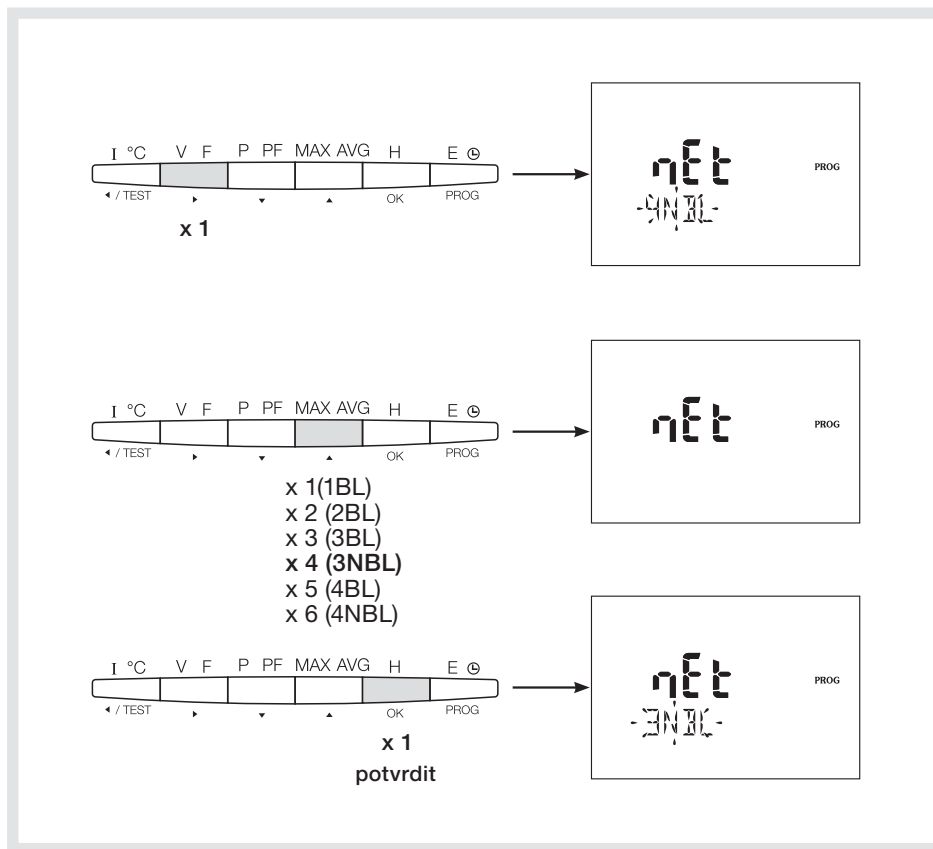 I °C V F P PF MAX AVG H E
/ TEST OK PROG
x 1
nEt PROG
4NBL
I °C V F P PF MAX AVG H E
/ TEST OK PROG
nEt PROG
x 1(1BL)
x 2 (2BL)
x 3 (3BL)
x 4 (3NBL)
x 5 (4BL)
x 6 (4NBL)
I °C V F P PF MAX AVG H E
/ TEST OK PROG
x 1
potvrdit
nEt PROG
3NBL